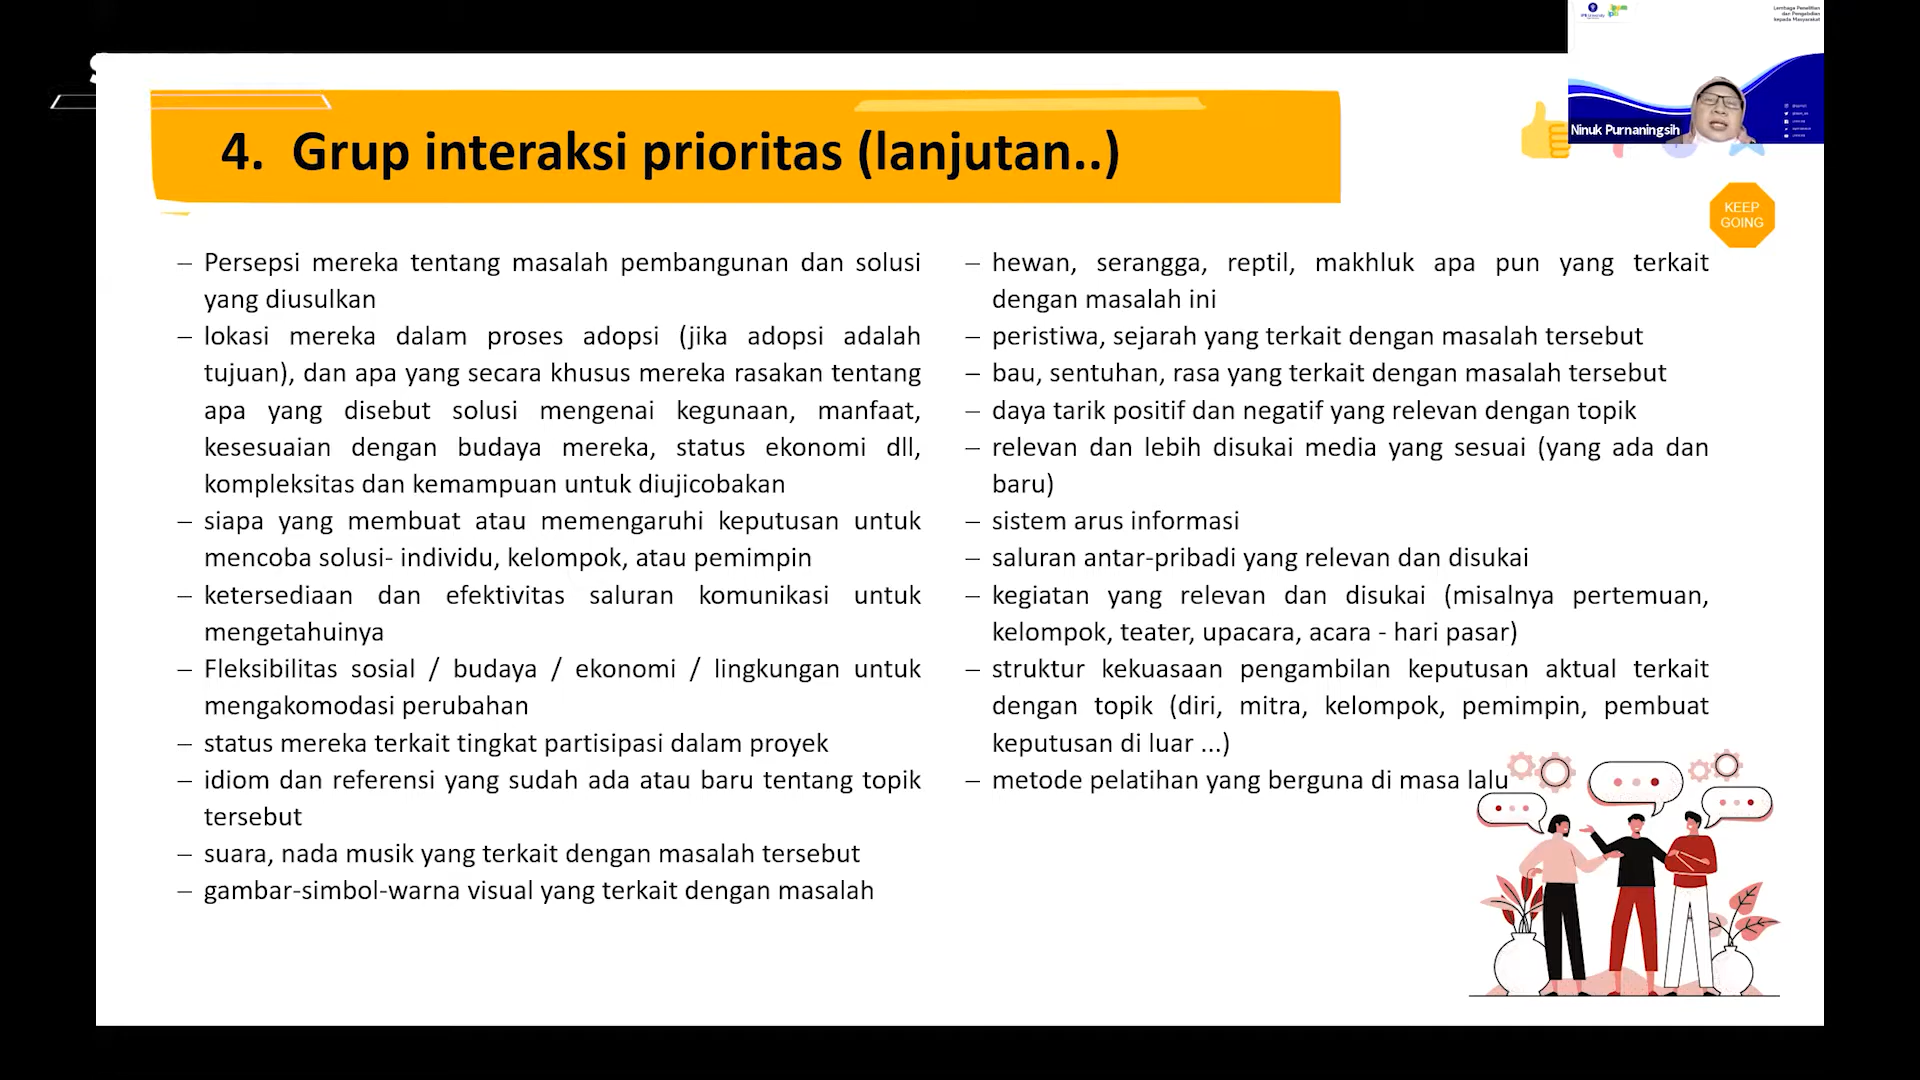 4. Grup interaksi prioritas (lanjutan..)
Lembaga Penelitian
dan Pengabdian
kepada Masyarakat
Ninuk Purnaningsih
KEEP
GOING
– Persepsi mereka tentang masalah pembangunan dan solusi
yang diusulkan
– lokasi mereka dalam proses adopsi (jika adopsi adalah
tujuan), dan apa yang secara khusus mereka rasakan tentang
apa yang disebut solusi mengenai kegunaan, manfaat,
kesesuaian dengan budaya mereka, status ekonomi dll,
kompleksitas dan kemampuan untuk diujicobakan
– siapa yang membuat atau memengaruhi keputusan untuk
mencoba solusi- individu, kelompok, atau pemimpin
– ketersediaan dan efektivitas saluran komunikasi untuk
mengetahuinya
– Fleksibilitas sosial / budaya / ekonomi / lingkungan untuk
mengakomodasi perubahan
– status mereka terkait tingkat partisipasi dalam proyek
– idiom dan referensi yang sudah ada atau baru tentang topik
tersebut
– suara, nada musik yang terkait dengan masalah tersebut
– gambar-simbol-warna visual yang terkait dengan masalah
– hewan, serangga, reptil, makhluk apa pun yang terkait
dengan masalah ini
– peristiwa, sejarah yang terkait dengan masalah tersebut
– bau, sentuhan, rasa yang terkait dengan masalah tersebut
– daya tarik positif dan negatif yang relevan dengan topik
– relevan dan lebih disukai media yang sesuai (yang ada dan
baru)
– sistem arus informasi
– saluran antar-pribadi yang relevan dan disukai
– kegiatan yang relevan dan disukai (misalnya pertemuan,
kelompok, teater, upacara, acara - hari pasar)
– struktur kekuasaan pengambilan keputusan aktual terkait
dengan topik (diri, mitra, kelompok, pemimpin, pembuat
keputusan di luar ...)
– metode pelatihan yang berguna di masa lalu